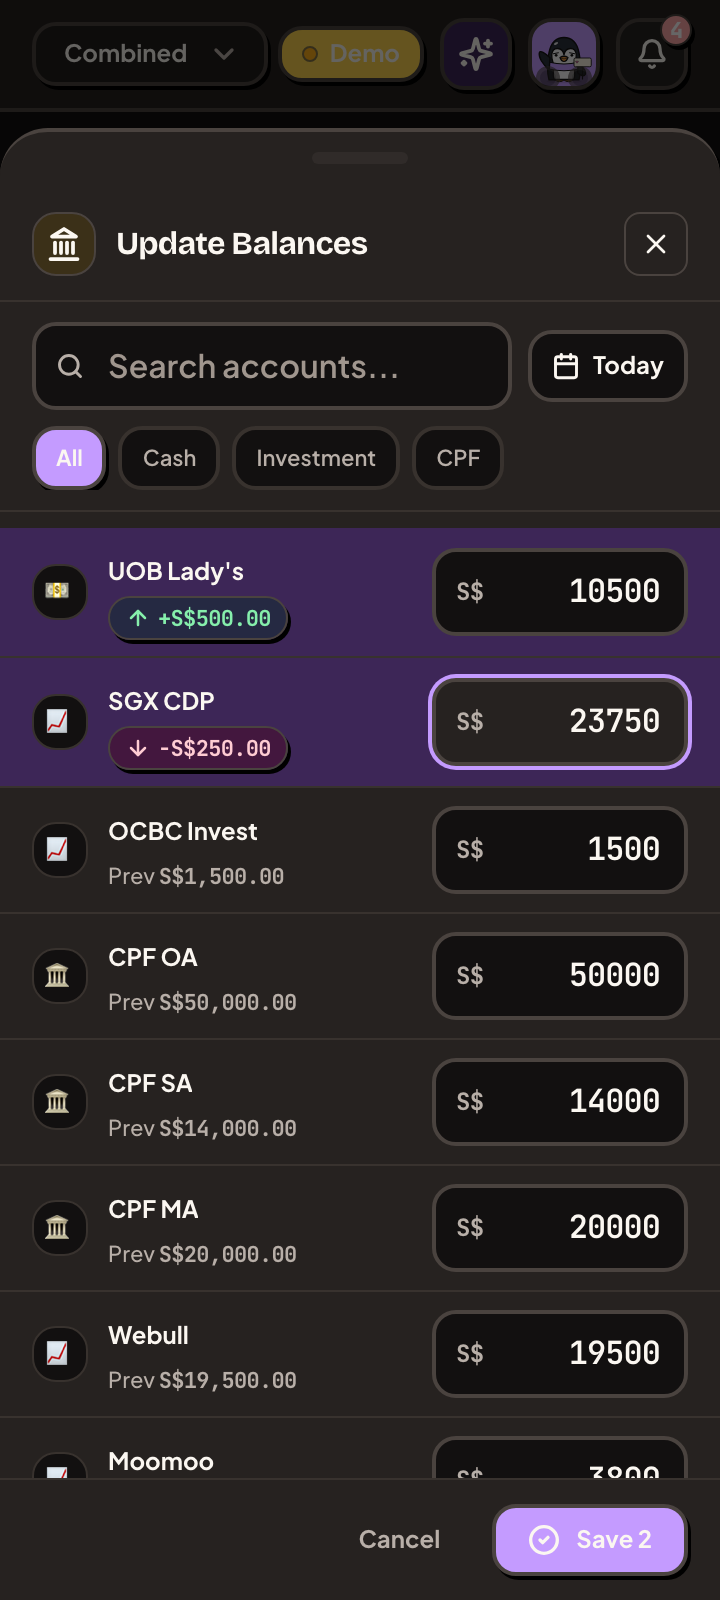 Combined
Demo
4
Update Balances
Search accounts...
Today
All
Cash
Investment
CPF
UOB Lady's
↑ +S$500.00
S$ 10500
SGX CDP
↓ -S$250.00
S$ 23750
OCBC Invest
Prev S$1,500.00
S$ 1500
CPF OA
Prev S$50,000.00
S$ 50000
CPF SA
Prev S$14,000.00
S$ 14000
CPF MA
Prev S$20,000.00
S$ 20000
Webull
Prev S$19,500.00
S$ 19500
Moomoo
S$
Cancel
Save 2